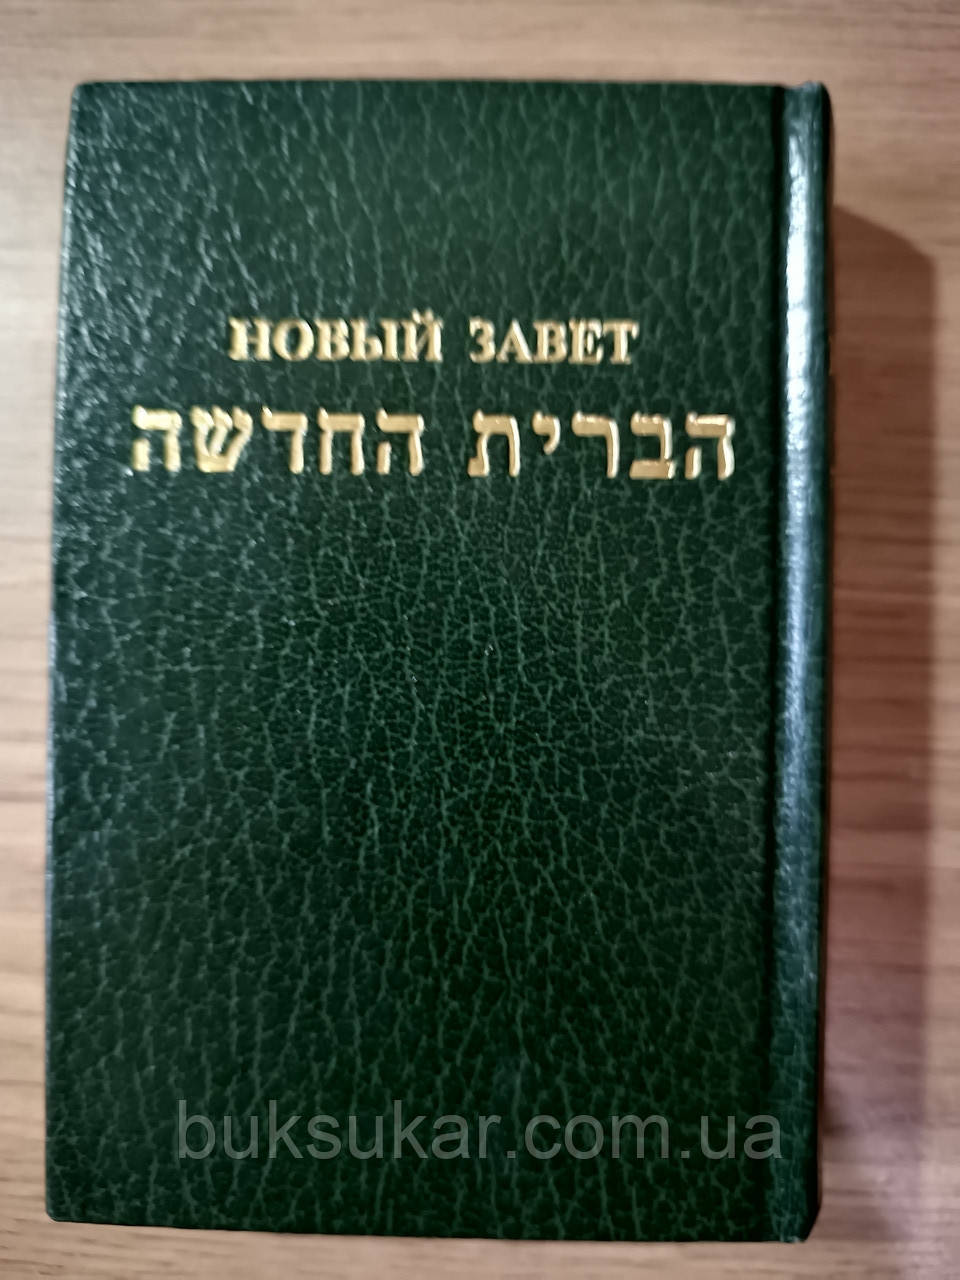 НОВЫЙ ЗАВЕТ
הברית החדשה
buksukar.com.ua